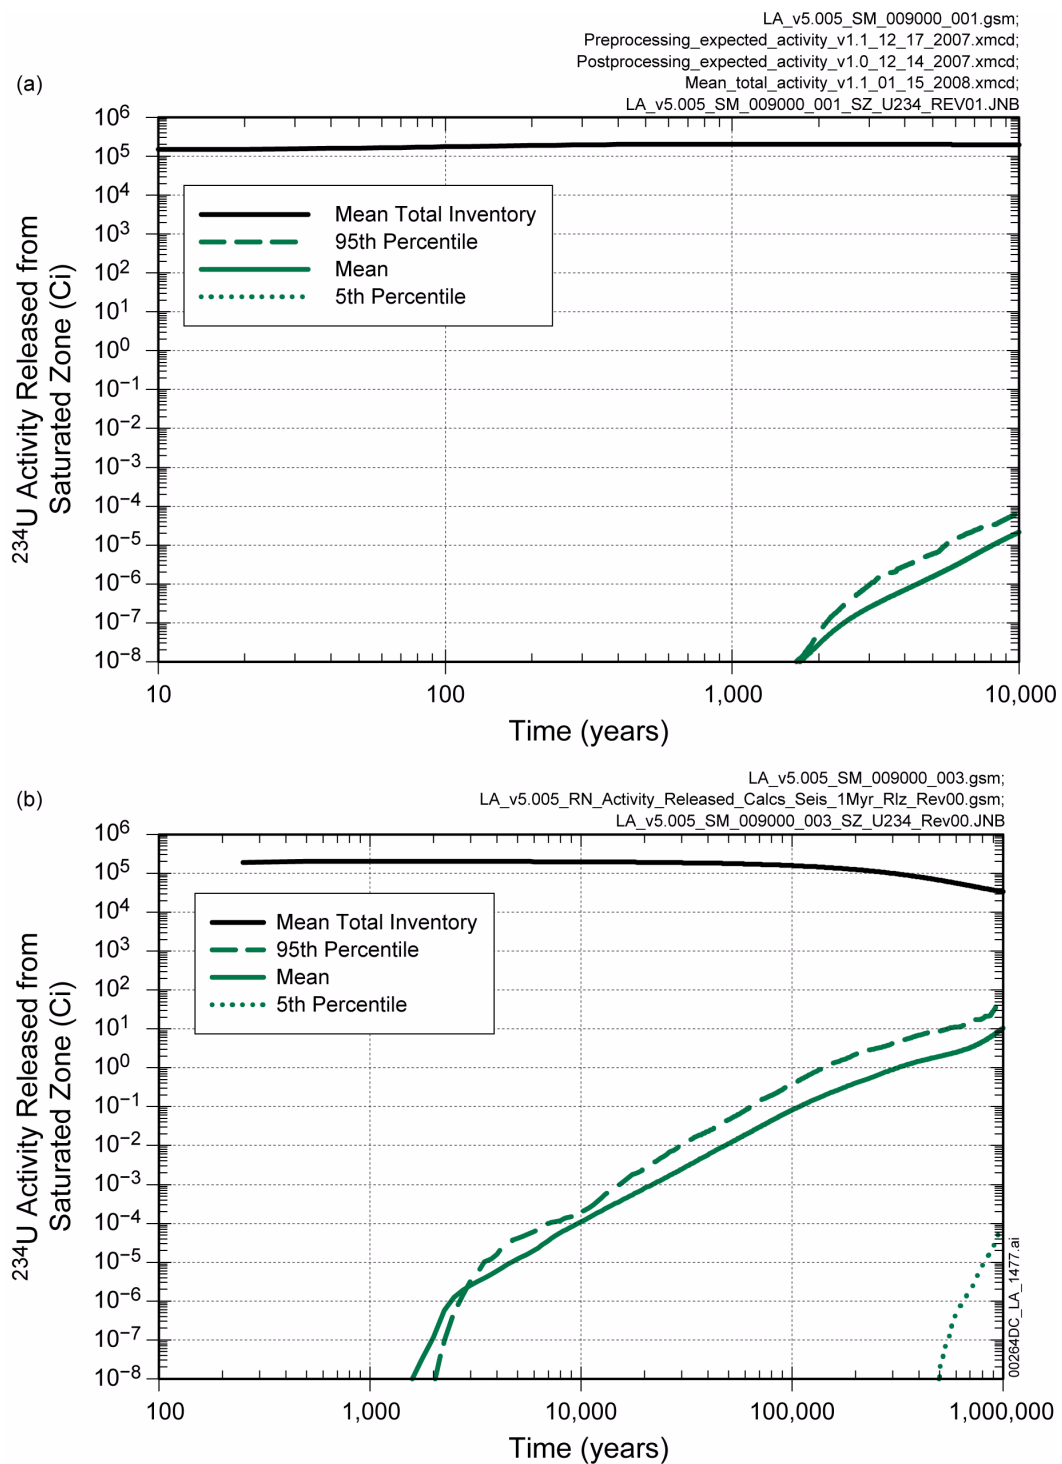 LA_v5.005_SM_009000_001.gsm;
Preprocessing_expected_activity_v1.1_12_17_2007.xmcd;
Postprocessing_expected_activity_v1.0_12_14_2007.xmcd;
(a)
Mean_total_activity_v1.1_01_15_2008.xmcd;
LA_v5.005_SM_009000_001_SZ_U234_REV01.JNB
²³⁴U Activity Released from
Saturated Zone (Ci)
10⁶
10⁵
10⁴
10³
10²
10¹
10⁰
10⁻¹
10⁻²
10⁻³
10⁻⁴
10⁻⁵
10⁻⁶
10⁻⁷
10⁻⁸
Mean Total Inventory
95th Percentile
Mean
5th Percentile
10 100 1,000 10,000
Time (years)
LA_v5.005_SM_009000_003.gsm;
(b)
LA_v5.005_RN_Activity_Released_Calcs_Seis_1Myr_Rlz_Rev00.gsm;
LA_v5.005_SM_009000_003_SZ_U234_Rev00.JNB
²³⁴U Activity Released from
Saturated Zone (Ci)
10⁶
10⁵
10⁴
10³
10²
10¹
10⁰
10⁻¹
10⁻²
10⁻³
10⁻⁴
10⁻⁵
10⁻⁶
10⁻⁷
10⁻⁸
Mean Total Inventory
95th Percentile
Mean
5th Percentile
00264DC_LA_1477.ai
100 1,000 10,000 100,000 1,000,000
Time (years)